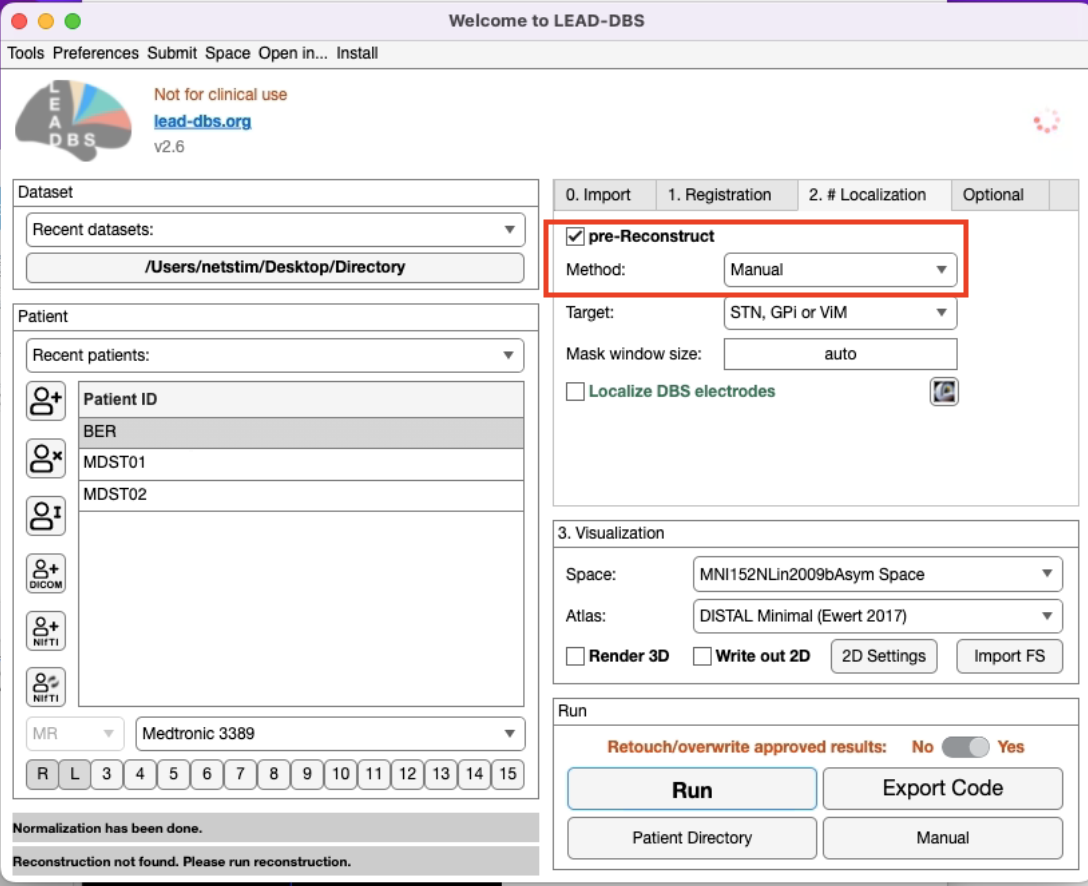 Welcome to LEAD-DBS
Tools Preferences Submit Space Open in... Install
LEAD DBS
Not for clinical use
lead-dbs.org
v2.6
Dataset
Recent datasets:
/Users/netstim/Desktop/Directory
Patient
Recent patients:
Patient ID
BER
MDST01
MDST02
DICOM
NIfTI
NIfTI
MR
Medtronic 3389
R L 3 4 5 6 7 8 9 10 11 12 13 14 15
Normalization has been done.
Reconstruction not found. Please run reconstruction.
0. Import 1. Registration 2. # Localization Optional
pre-Reconstruct
Method: Manual
Target: STN, GPi or ViM
Mask window size: auto
Localize DBS electrodes
3. Visualization
Space: MNI152NLin2009bAsym Space
Atlas: DISTAL Minimal (Ewert 2017)
Render 3D Write out 2D 2D Settings Import FS
Run
Retouch/overwrite approved results: No Yes
Run Export Code
Patient Directory Manual